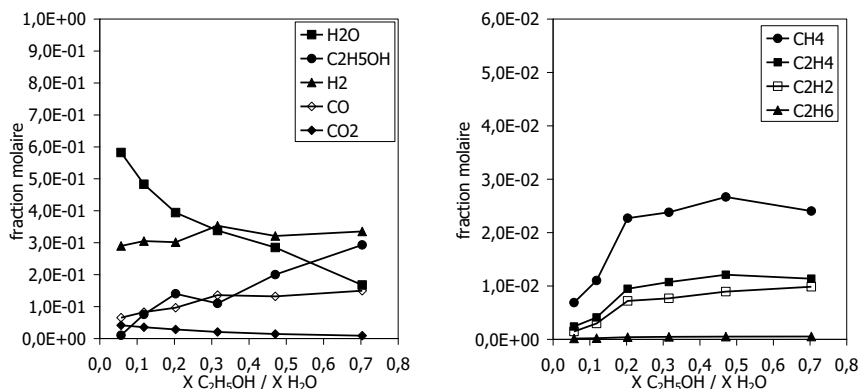 1,0E+00
9,0E-01
8,0E-01
7,0E-01
6,0E-01
5,0E-01
4,0E-01
3,0E-01
2,0E-01
1,0E-01
0,0E+00
fraction molaire
H2O
C2H5OH
H2
CO
CO2
0,0 0,1 0,2 0,3 0,4 0,5 0,6 0,7 0,8
X C₂H₅OH / X H₂O
6,0E-02
5,0E-02
4,0E-02
3,0E-02
2,0E-02
1,0E-02
0,0E+00
fraction molaire
CH4
C2H4
C2H2
C2H6
0,0 0,1 0,2 0,3 0,4 0,5 0,6 0,7 0,8
X C₂H₅OH / X H₂O